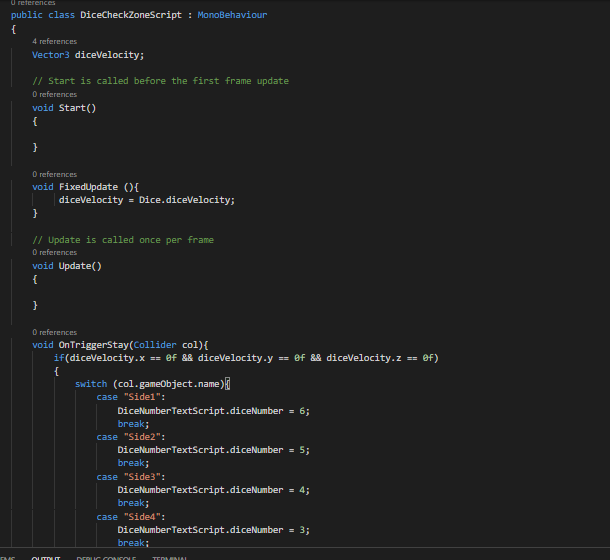 0 references
public class DiceCheckZoneScript : MonoBehaviour
{
4 references
Vector3 diceVelocity;
// Start is called before the first frame update
0 references
void Start()
{
}
0 references
void FixedUpdate (){
diceVelocity = Dice.diceVelocity;
}
// Update is called once per frame
0 references
void Update()
{
}
0 references
void OnTriggerStay(Collider col){
if(diceVelocity.x == 0f && diceVelocity.y == 0f && diceVelocity.z == 0f)
{
switch (col.gameObject.name){
case "Side1":
DiceNumberTextScript.diceNumber = 6;
break;
case "Side2":
DiceNumberTextScript.diceNumber = 5;
break;
case "Side3":
DiceNumberTextScript.diceNumber = 4;
break;
case "Side4":
DiceNumberTextScript.diceNumber = 3;
break;
OUTPUT DEBUG CONSOLE TERMINAL